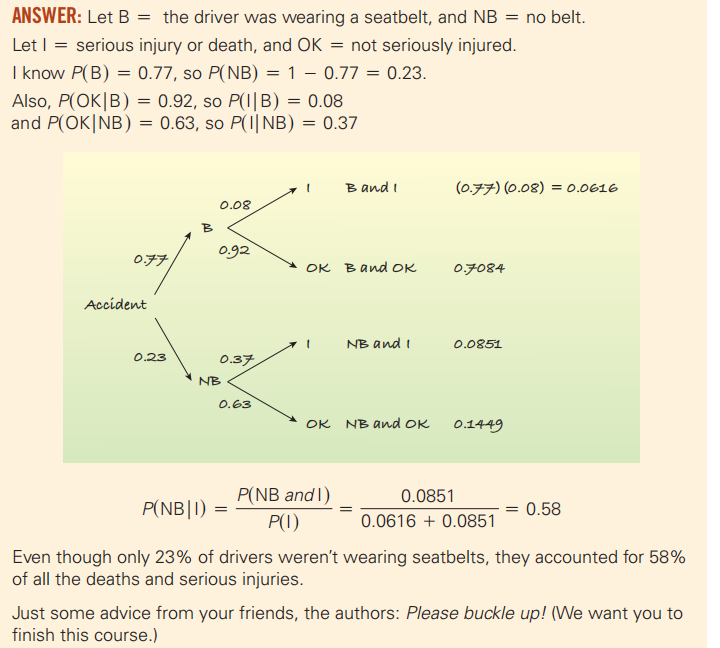 ANSWER: Let B = the driver was wearing a seatbelt, and NB = no belt.
Let I = serious injury or death, and OK = not seriously injured.
I know P(B) = 0.77, so P(NB) = 1 − 0.77 = 0.23.
Also, P(OK|B) = 0.92, so P(I|B) = 0.08
and P(OK|NB) = 0.63, so P(I|NB) = 0.37
I B and I (0.77)(0.08) = 0.0616
0.08
B
0.92
0.77
OK B and OK 0.7084
Accident
I NB and I 0.0851
0.23 0.37
NB
0.63
OK NB and OK 0.1449
P(NB|I) = P(NB and I) / P(I) = 0.0851 / 0.0616 + 0.0851 = 0.58
Even though only 23% of drivers weren't wearing seatbelts, they accounted for 58%
of all the deaths and serious injuries.
Just some advice from your friends, the authors: Please buckle up! (We want you to
finish this course.)